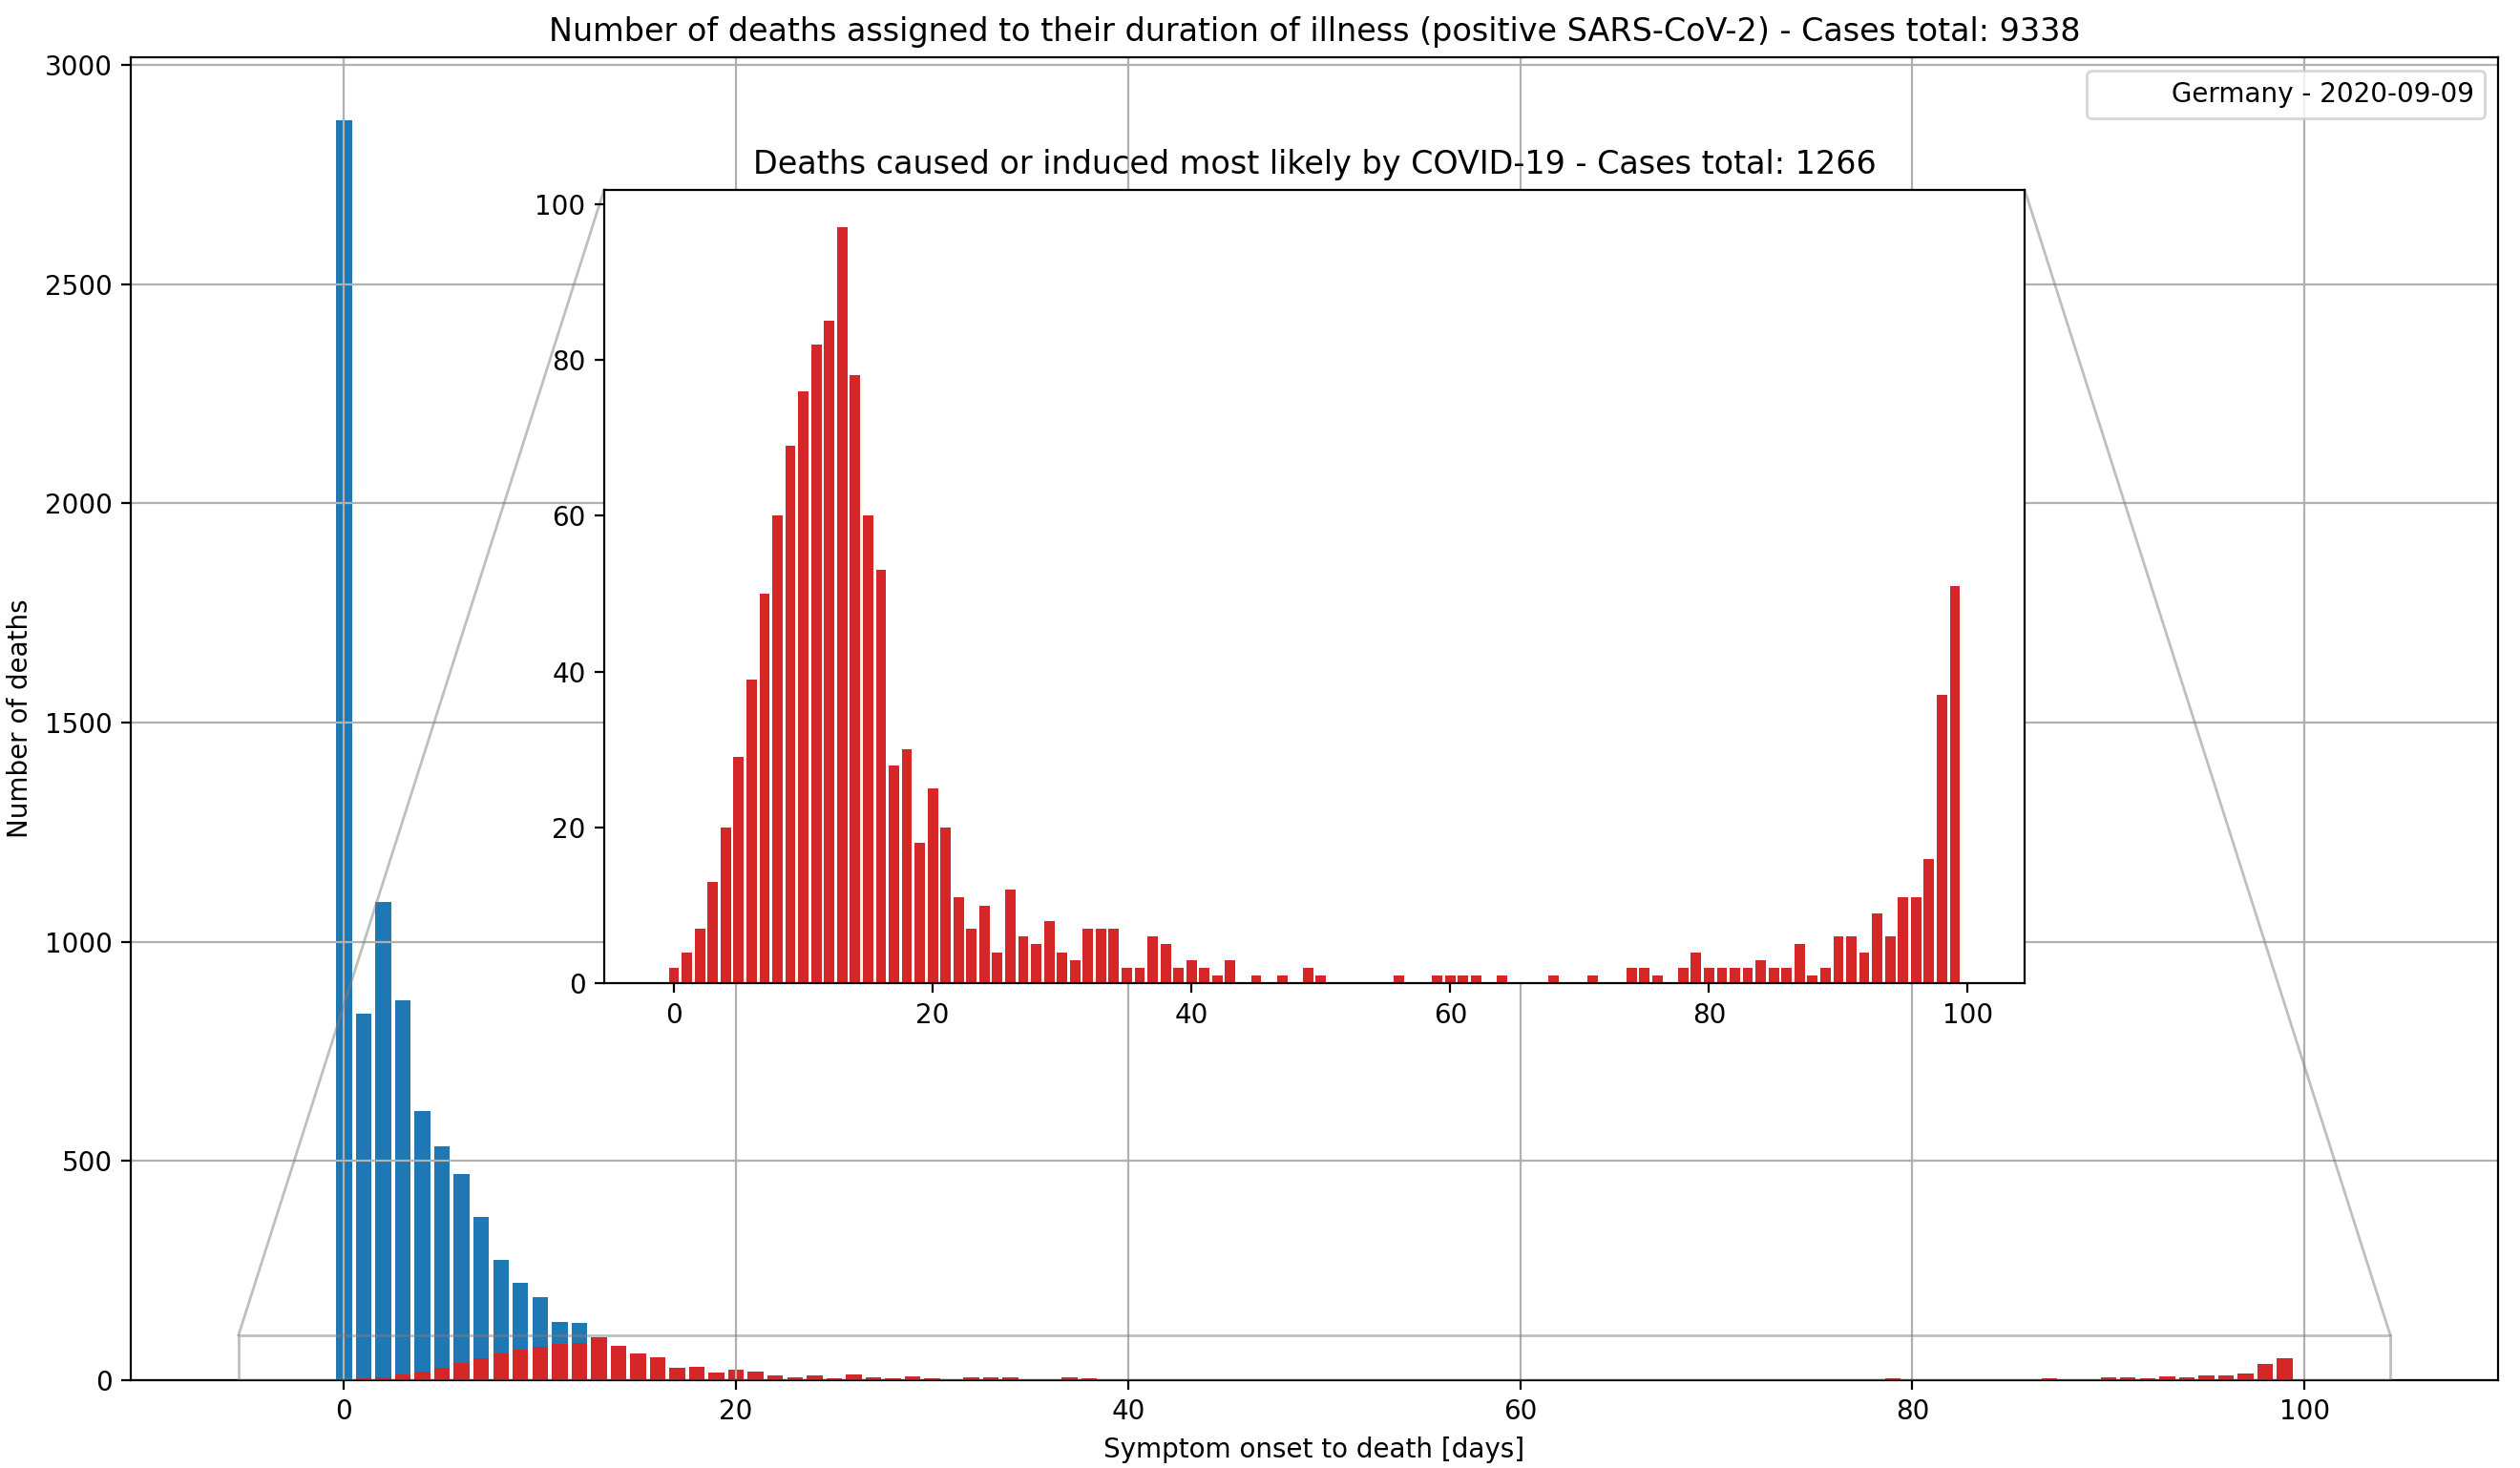 Number of deaths assigned to their duration of illness (positive SARS-CoV-2) - Cases total: 9338
3000
Germany - 2020-09-09
Deaths caused or induced most likely by COVID-19 - Cases total: 1266
100
2500
80
2000
60
Number of deaths
40
1500
20
1000
0
0 20 40 60 80 100
500
0
0 20 40 60 80 100
Symptom onset to death [days]